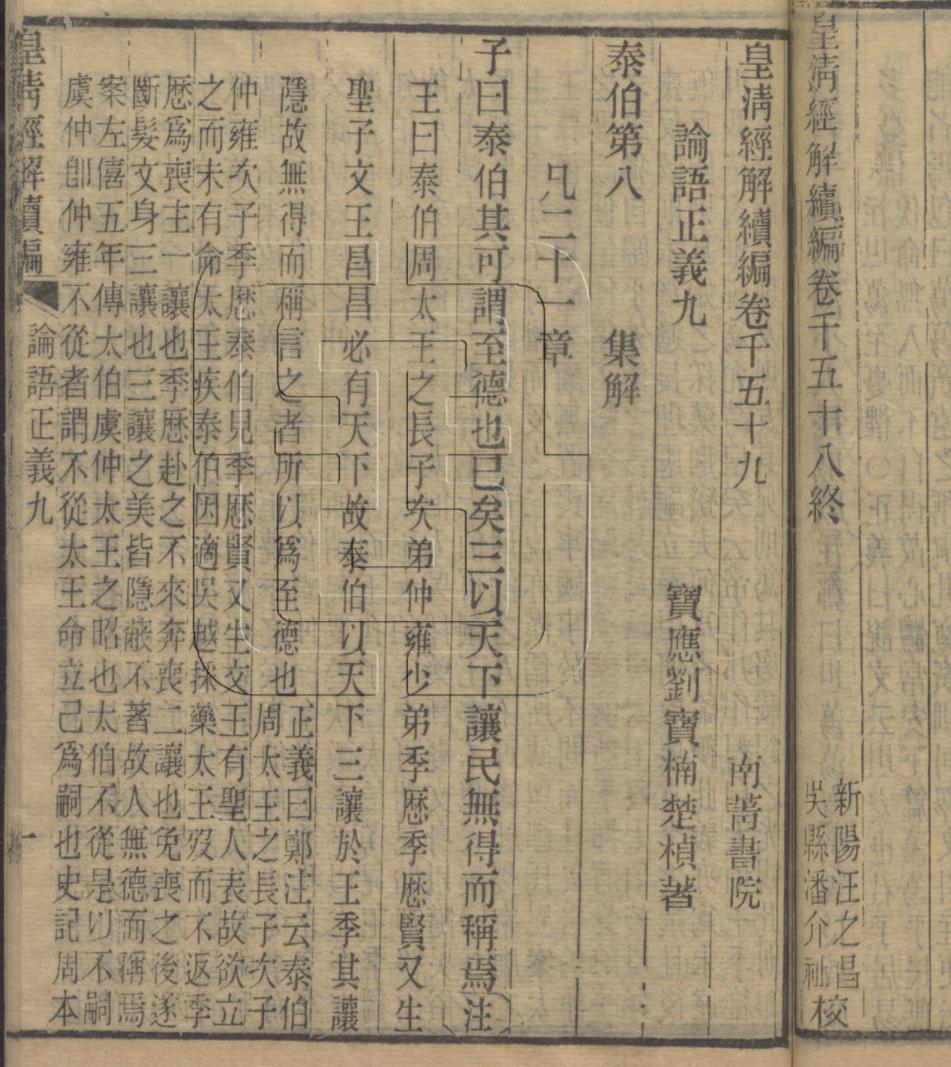 皇淸經解續編卷千五十八終
新陽汪之昌
吳縣潘介祉校
皇淸經解續編卷千五十九　南菁書院
論語正義九　寶應劉寶楠楚楨著
泰伯第八　集解
凡二十一章
子曰泰伯其可謂至德也已矣三以天下讓民無得而稱焉注
王曰泰伯周太王之長子次弟仲雍少弟季歷季歷賢又生
聖子文王昌昌必有天下故泰伯以天下三讓於王季其讓
隱故無得而稱言之者所以爲至德也
正義曰鄭注云泰伯
周太王之長子次子
仲雍次子季歷泰伯見季歷賢又生文王有聖人表故欲立
之而未有命太王疾泰伯因適吳越採藥太王歿而不返季
歷爲喪主一讓也季歷赴之不來奔喪二讓也免喪之後遂
斷髮文身三讓也三讓之美皆隱蔽不著故人無德而稱焉
案左僖五年傳太伯虞仲太王之昭也太伯不從是以不嗣
虞仲卽仲雍不從者謂不從太王命立己爲嗣也史記周本
皇淸經解續編　論語正義九　一